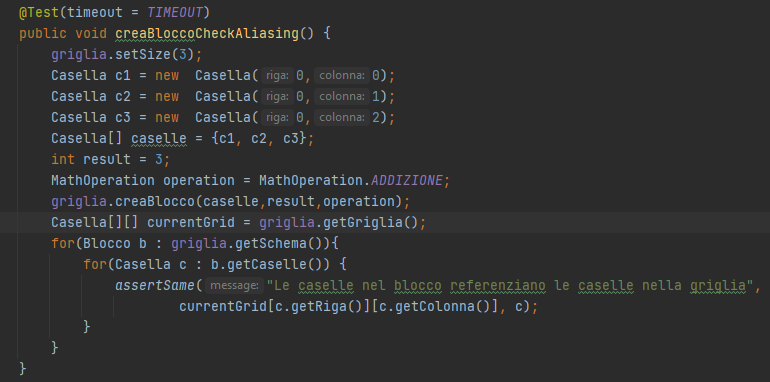 @Test(timeout = TIMEOUT)
public void creaBloccoCheckAliasing() {
griglia.setSize(3);
Casella c1 = new  Casella( riga: 0, colonna: 0);
Casella c2 = new  Casella( riga: 0, colonna: 1);
Casella c3 = new  Casella( riga: 0, colonna: 2);
Casella[] caselle = {c1, c2, c3};
int result = 3;
MathOperation operation = MathOperation.ADDIZIONE;
griglia.creaBlocco(caselle,result,operation);
Casella[][] currentGrid = griglia.getGriglia();
for(Blocco b : griglia.getSchema()){
for(Casella c : b.getCaselle()) {
assertSame( message: "Le caselle nel blocco referenziano le caselle nella griglia",
currentGrid[c.getRiga()][c.getColonna()], c);
}
}
}